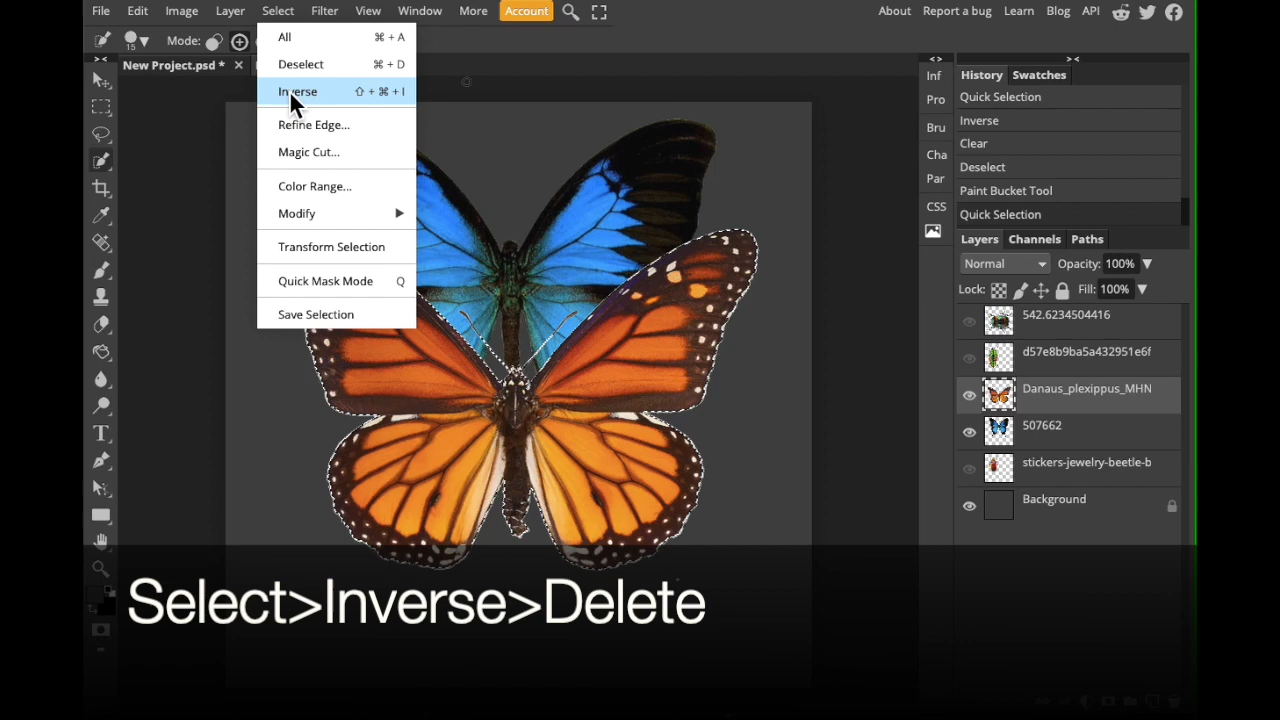 File Edit Image Layer Select Filter View Window More Account About Report a bug Learn Blog API
15 Mode:
New Project.psd *
All ⌘ + A
Deselect ⌘ + D
Inverse ⇧ + ⌘ + I
Refine Edge...
Magic Cut...
Color Range...
Modify
Transform Selection
Quick Mask Mode Q
Save Selection
Inf
Pro
Bru
Cha
Par
CSS
History Swatches
Quick Selection
Inverse
Clear
Deselect
Paint Bucket Tool
Quick Selection
Layers Channels Paths
Normal Opacity: 100%
Lock: Fill: 100%
542.6234504416
d57e8b9ba5a432951e6f
Danaus_plexippus_MHN
507662
stickers-jewelry-beetle-b
Background
Select>Inverse>Delete